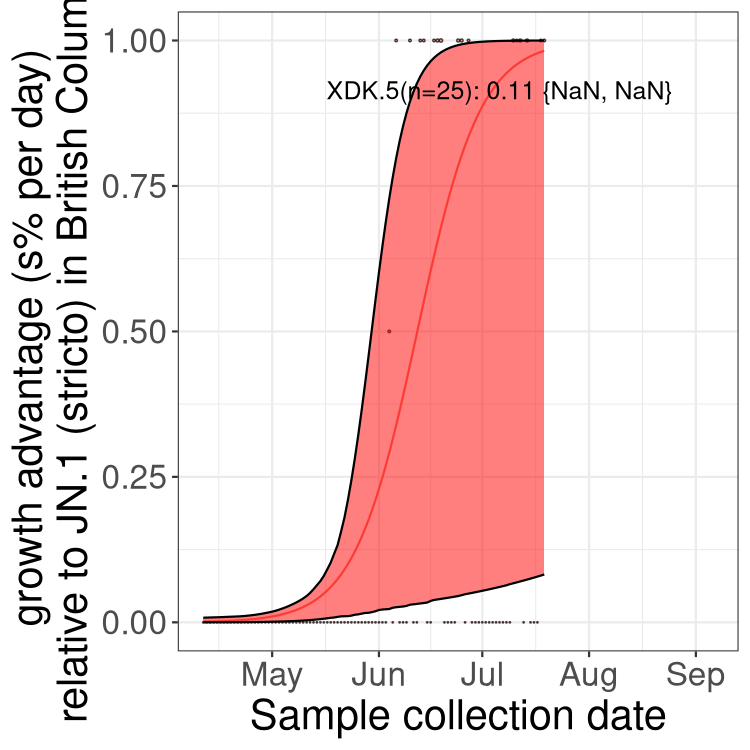 growth advantage (s% per day)
relative to JN.1 (stricto) in British Colum
1.00
0.75
0.50
0.25
0.00
XDK.5(n=25): 0.11 {NaN, NaN}
May Jun Jul Aug Sep
Sample collection date